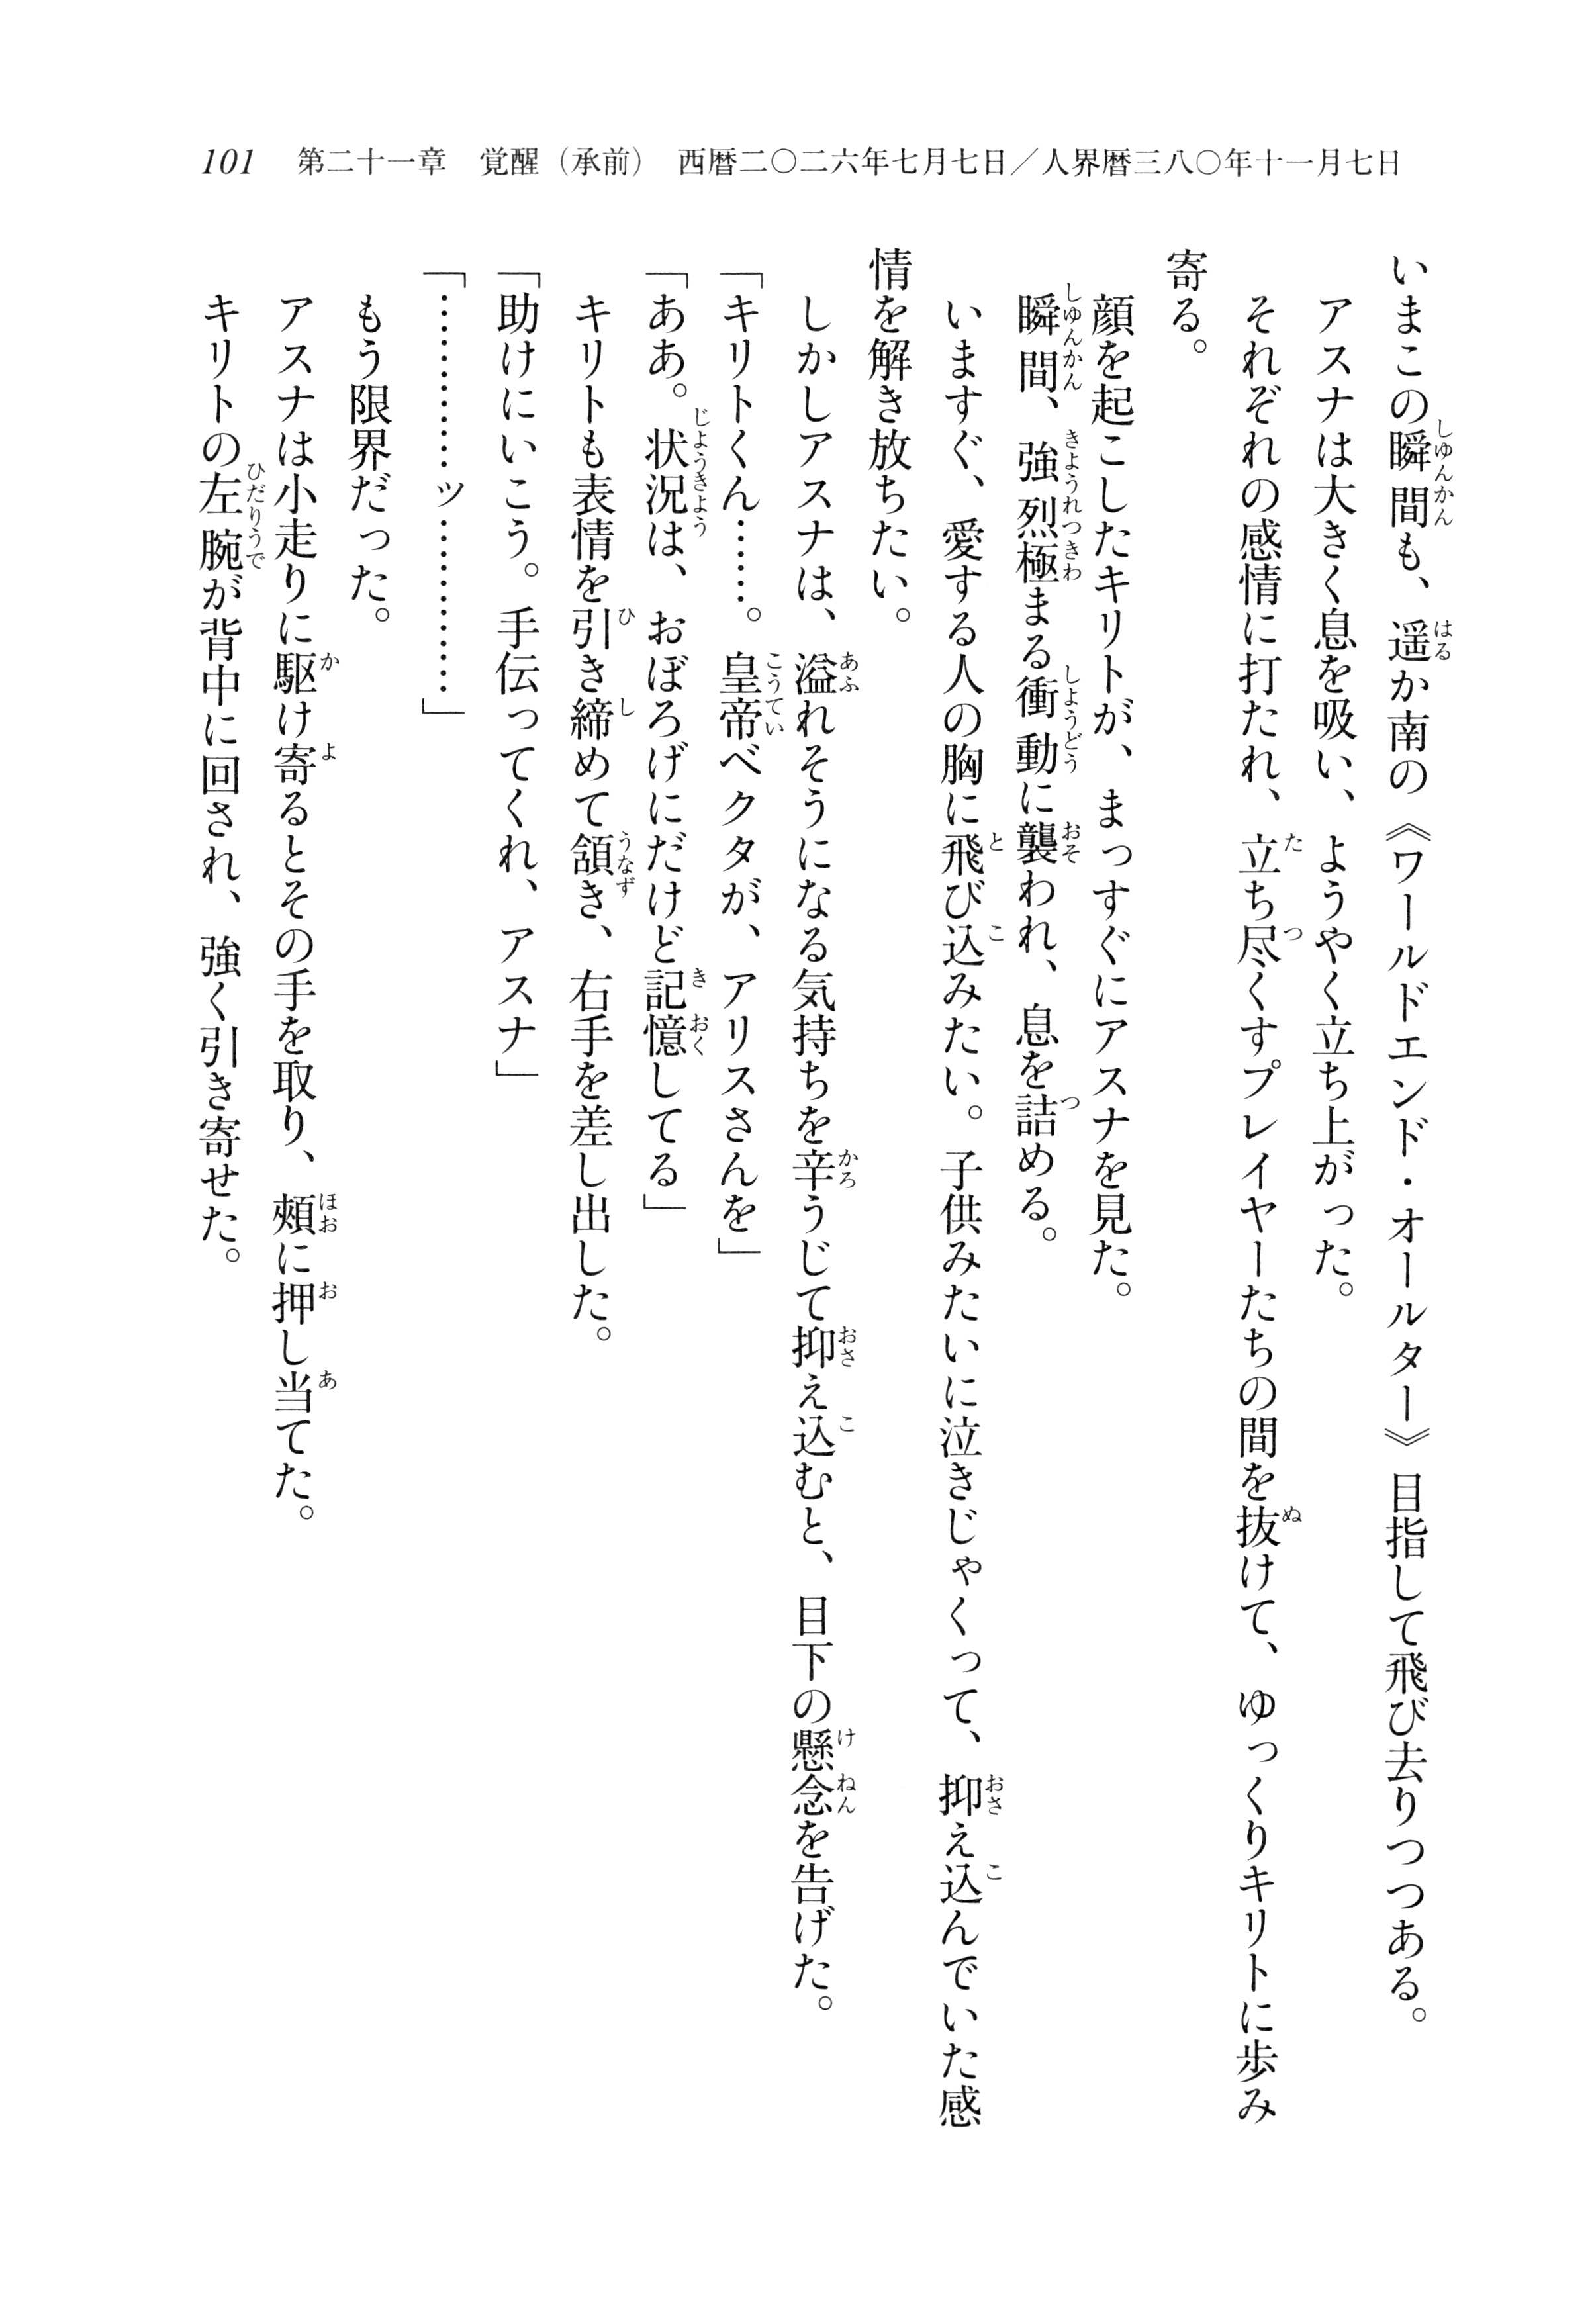 101　第二十一章　覚醒（承前）　西暦二〇二六年七月七日／人界暦三八〇年十一月七日
いまこの瞬間も、遥か南の《ワールドエンド・オールター》目指して飛び去りつつある。
　アスナは大きく息を吸い、ようやく立ち上がった。
　それぞれの感情に打たれ、立ち尽くすプレイヤーたちの間を抜けて、ゆっくりキリトに歩み
寄る。
　顔を起こしたキリトが、まっすぐにアスナを見た。
　瞬間、強烈極まる衝動に襲われ、息を詰める。
　いますぐ、愛する人の胸に飛び込みたい。子供みたいに泣きじゃくって、抑え込んでいた感
情を解き放ちたい。
　しかしアスナは、溢れそうになる気持ちを辛うじて抑え込むと、目下の懸念を告げた。
「キリトくん……。皇帝ベクタが、アリスさんを」
「ああ。状況は、おぼろげにだけど記憶してる」
　キリトも表情を引き締めて頷き、右手を差し出した。
「助けにいこう。手伝ってくれ、アスナ」
「…………ッ…………」
　もう限界だった。
　アスナは小走りに駆け寄るとその手を取り、頬に押し当てた。
　キリトの左腕が背中に回され、強く引き寄せた。